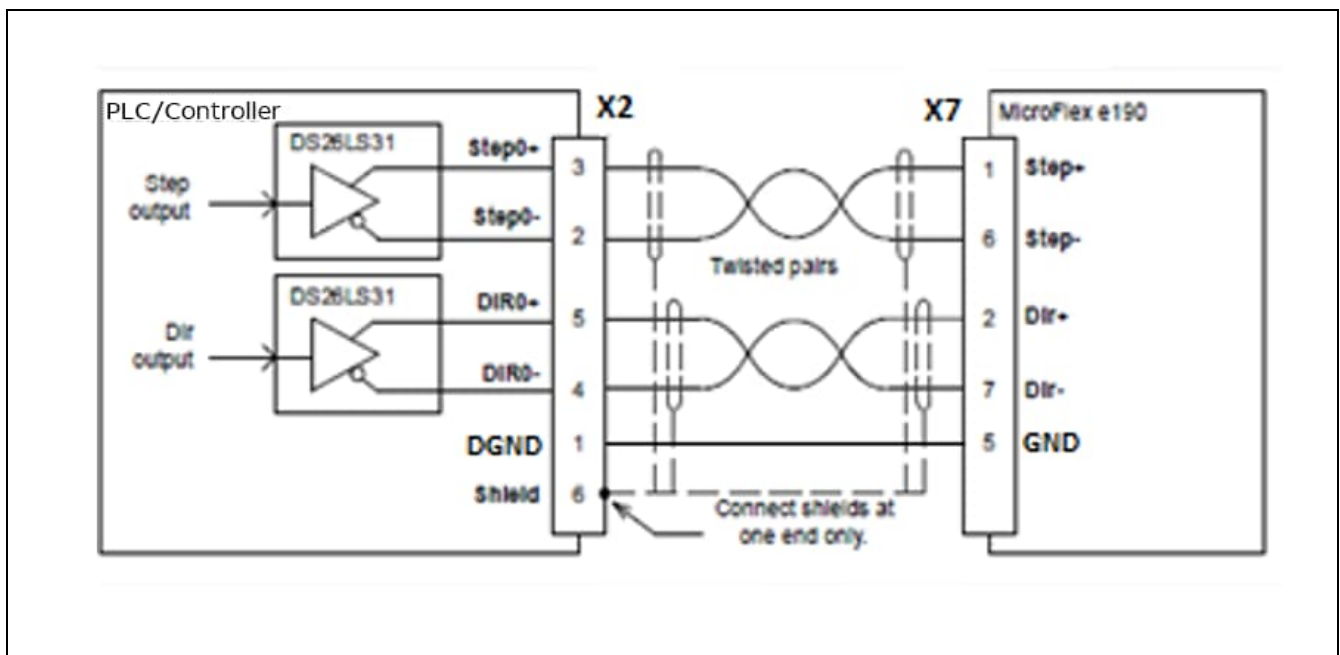 PLC/Controller
X2
X7
MicroFlex e190
DS26LS31
Step0+
3
1
Step+
Step
output
Step0-
2
6
Step-
Twisted pairs
DS26LS31
DIR0+
5
2
Dir+
Dir
output
DIR0-
4
7
Dir-
DGND
1
5
GND
Shield
6
Connect shields at
one end only.